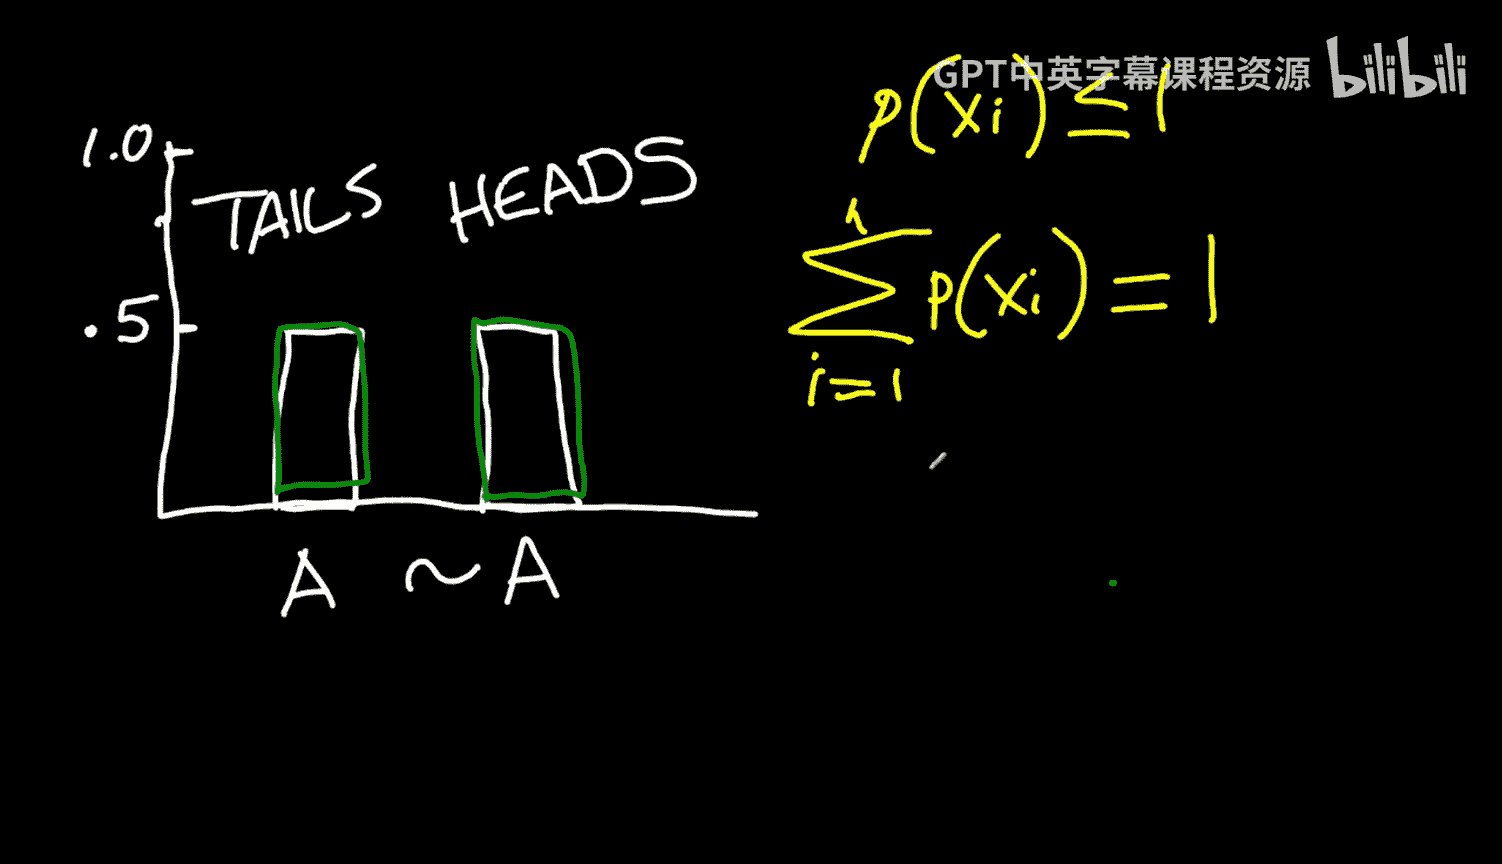 GPT中英字幕课程资源 bilibili
p(xi) ≤ 1
1.0
TAILS HEADS
n
∑ p(xi) = 1
i=1
.5
A ~A